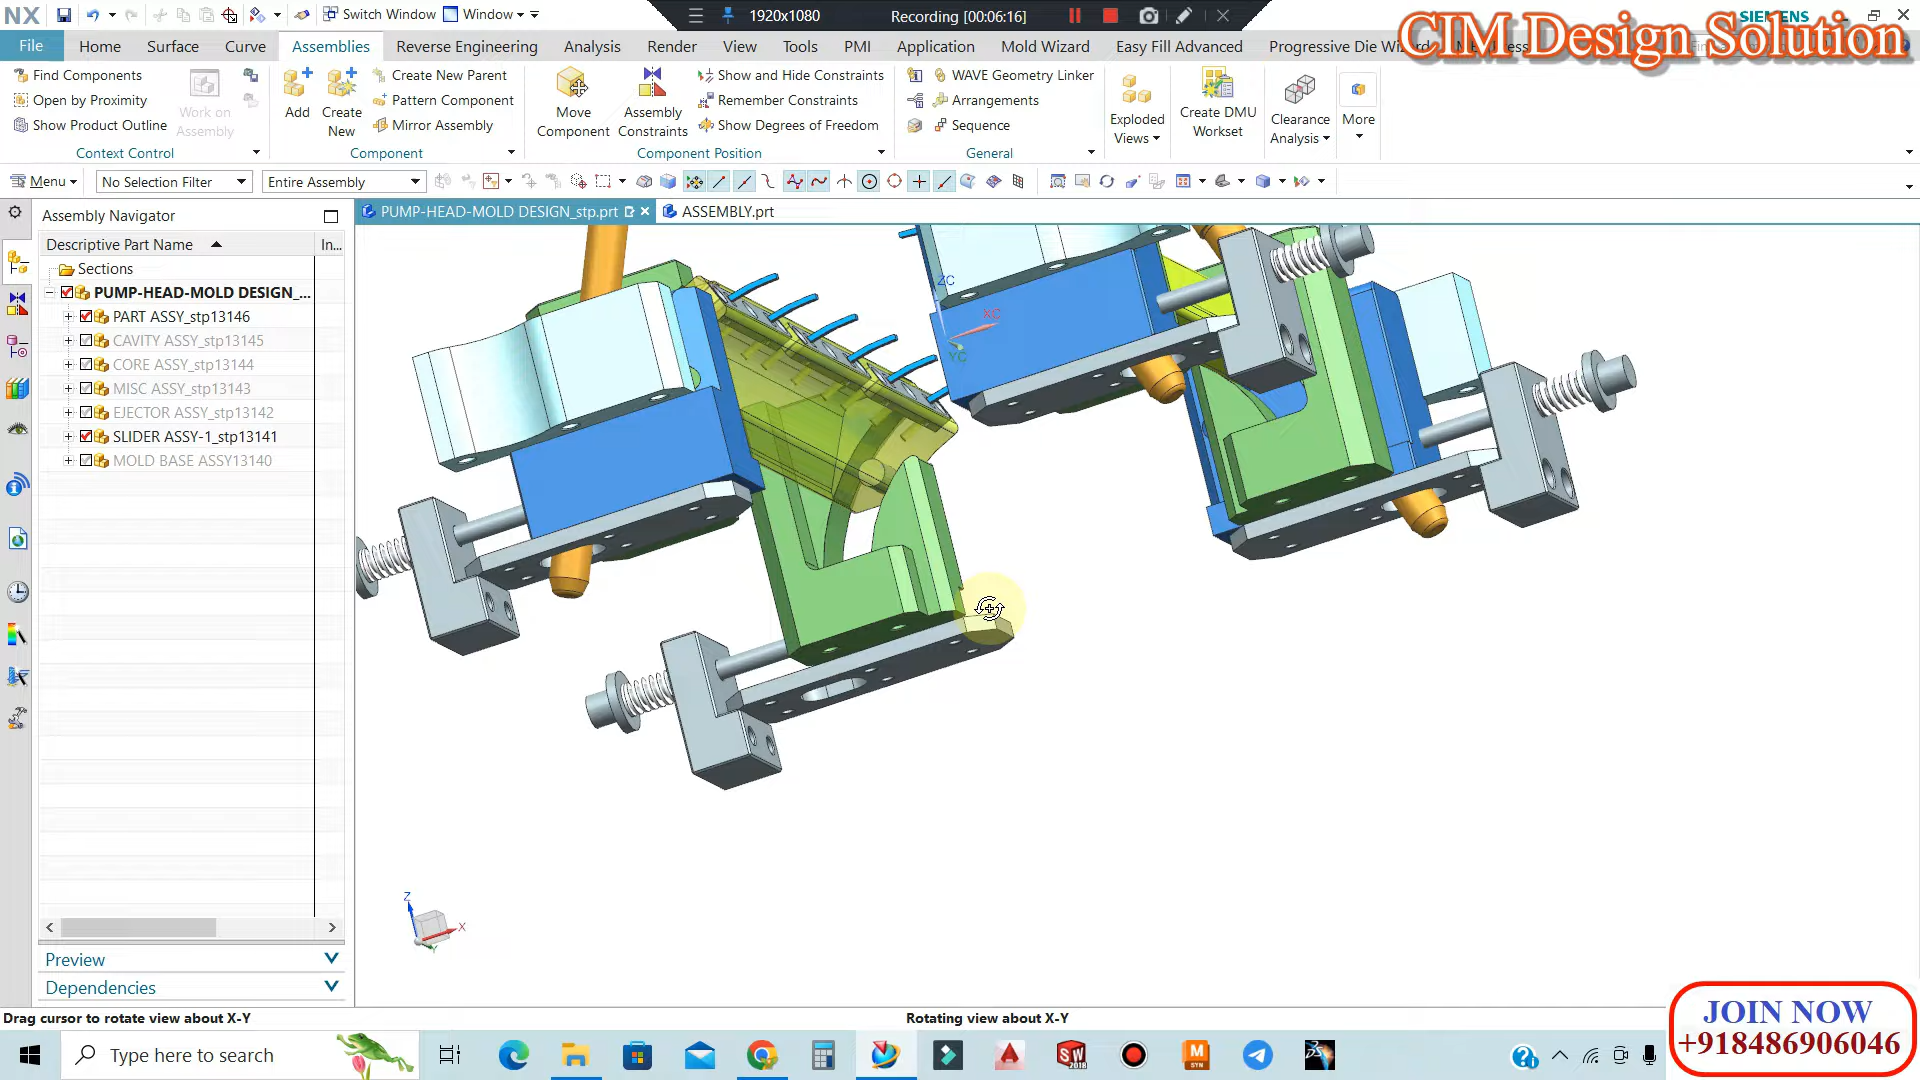 NX
Switch Window
Window
1920x1080
Recording [00:06:16]
SIEMENS
CIM Design Solution
File
Home
Surface
Curve
Assemblies
Reverse Engineering
Analysis
Render
View
Tools
PMI
Application
Mold Wizard
Easy Fill Advanced
Progressive Die Wi
Find Components
Open by Proximity
Show Product Outline
Work on
Assembly
Context Control
Add
Create
New
Create New Parent
Pattern Component
Mirror Assembly
Component
Move
Component
Assembly
Constraints
Show and Hide Constraints
Remember Constraints
Show Degrees of Freedom
Component Position
WAVE Geometry Linker
Arrangements
Sequence
General
Exploded
Views
Create DMU
Workset
Clearance
Analysis
More
Menu
No Selection Filter
Entire Assembly
Assembly Navigator
PUMP-HEAD-MOLD DESIGN_stp.prt
ASSEMBLY.prt
Descriptive Part Name
In...
Sections
PUMP-HEAD-MOLD DESIGN_...
PART ASSY_stp13146
CAVITY ASSY_stp13145
CORE ASSY_stp13144
MISC ASSY_stp13143
EJECTOR ASSY_stp13142
SLIDER ASSY-1_stp13141
MOLD BASE ASSY13140
ZC
XC
YC
Z
X
Y
Preview
Dependencies
Drag cursor to rotate view about X-Y
Rotating view about X-Y
JOIN NOW
+918486906046
Type here to search